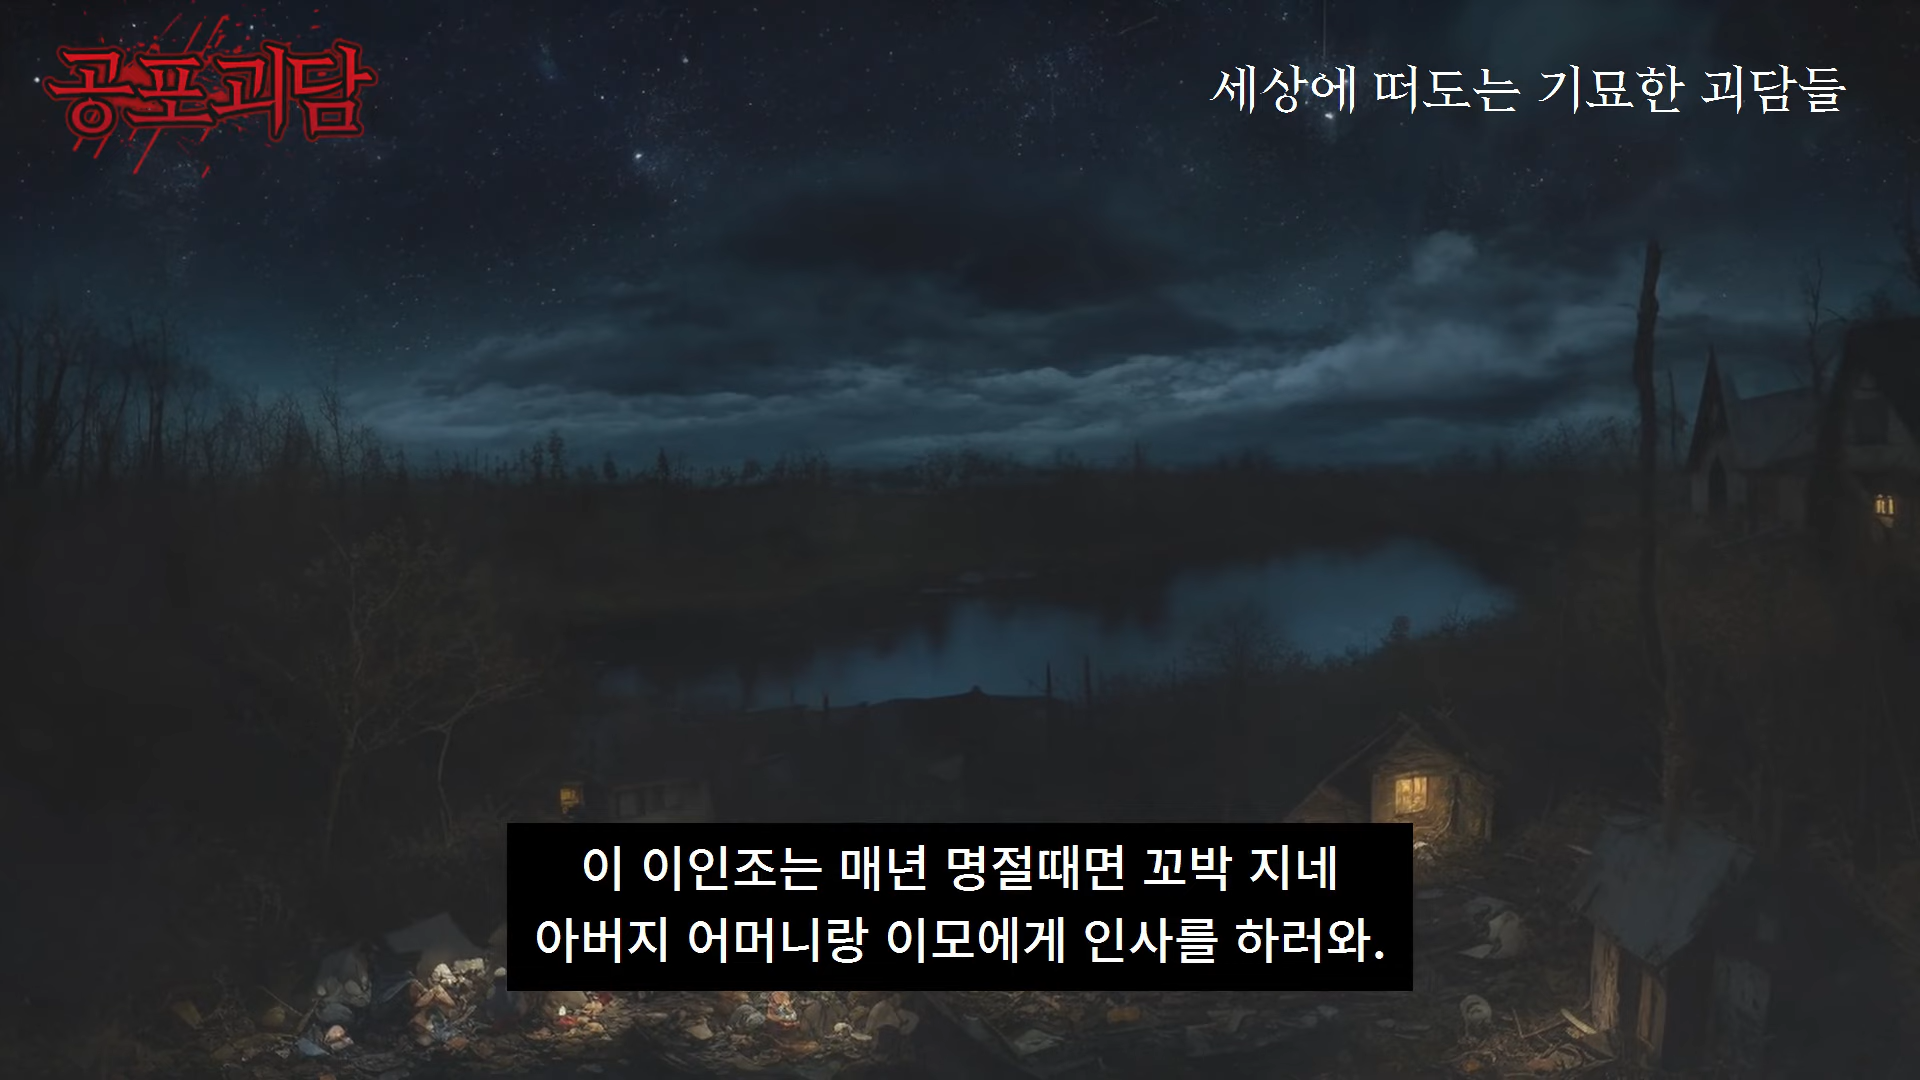 공포괴담
세상에 떠도는 기묘한 괴담들
이 이인조는 매년 명절때면 꼬박 지네
아버지 어머니랑 이모에게 인사를 하러와.